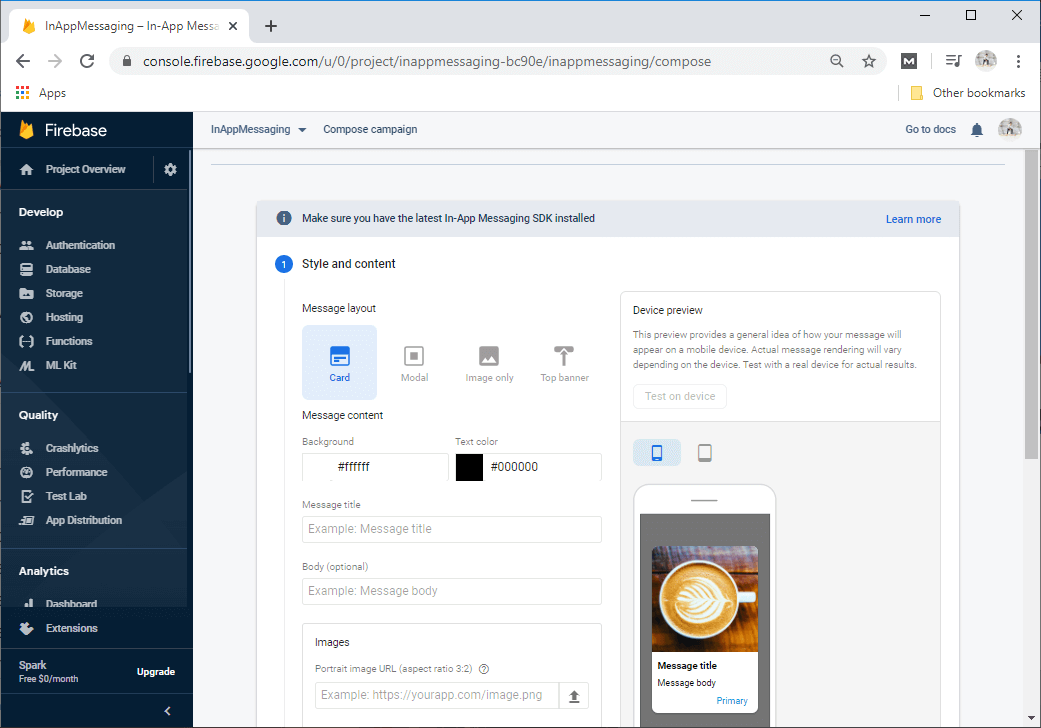 InAppMessaging – In-App Messa
console.firebase.google.com/u/0/project/inappmessaging-bc90e/inappmessaging/compose
M
Apps
Other bookmarks
Firebase
InAppMessaging
Compose campaign
Go to docs
Project Overview
Develop
Authentication
Database
Storage
Hosting
Functions
ML Kit
Quality
Crashlytics
Performance
Test Lab
App Distribution
Analytics
Dashboard
Extensions
Spark
Free $0/month
Upgrade
Make sure you have the latest In-App Messaging SDK installed
Learn more
1
Style and content
Message layout
Card
Modal
Image only
Top banner
Message content
Background
Text color
#ffffff
#000000
Message title
Example: Message title
Body (optional)
Example: Message body
Images
Portrait image URL (aspect ratio 3:2)
Example: https://yourapp.com/image.png
Device preview
This preview provides a general idea of how your message will
appear on a mobile device. Actual message rendering will vary
depending on the device. Test with a real device for actual results.
Test on device
Message title
Message body
Primary